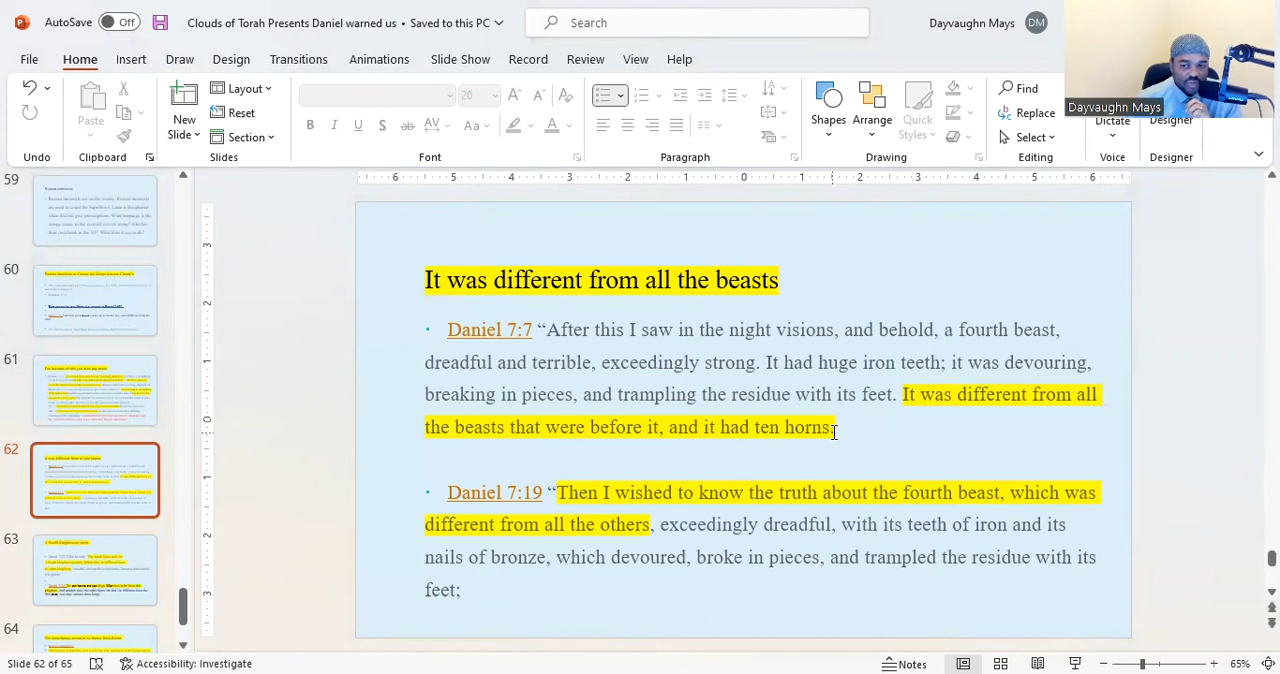 AutoSave Off Clouds of Torah Presents Daniel warned us • Saved to this PC Search Dayvaughn Mays DM
File Home Insert Draw Design Transitions Animations Slide Show Record Review View Help
Dayvaughn Mays
Paste New Slide Layout Reset Section 20 Shapes Arrange Quick Styles Find Replace Select Dictate Designer
Undo Clipboard Slides Font Paragraph Drawing Editing Voice Designer
59
60
61
62
63
64
It was different from all the beasts
• Daniel 7:7 “After this I saw in the night visions, and behold, a fourth beast,
dreadful and terrible, exceedingly strong. It had huge iron teeth; it was devouring,
breaking in pieces, and trampling the residue with its feet. It was different from all
the beasts that were before it, and it had ten horns.
• Daniel 7:19 “Then I wished to know the truth about the fourth beast, which was
different from all the others, exceedingly dreadful, with its teeth of iron and its
nails of bronze, which devoured, broke in pieces, and trampled the residue with its
feet;
Slide 62 of 65 Accessibility: Investigate Notes 65%